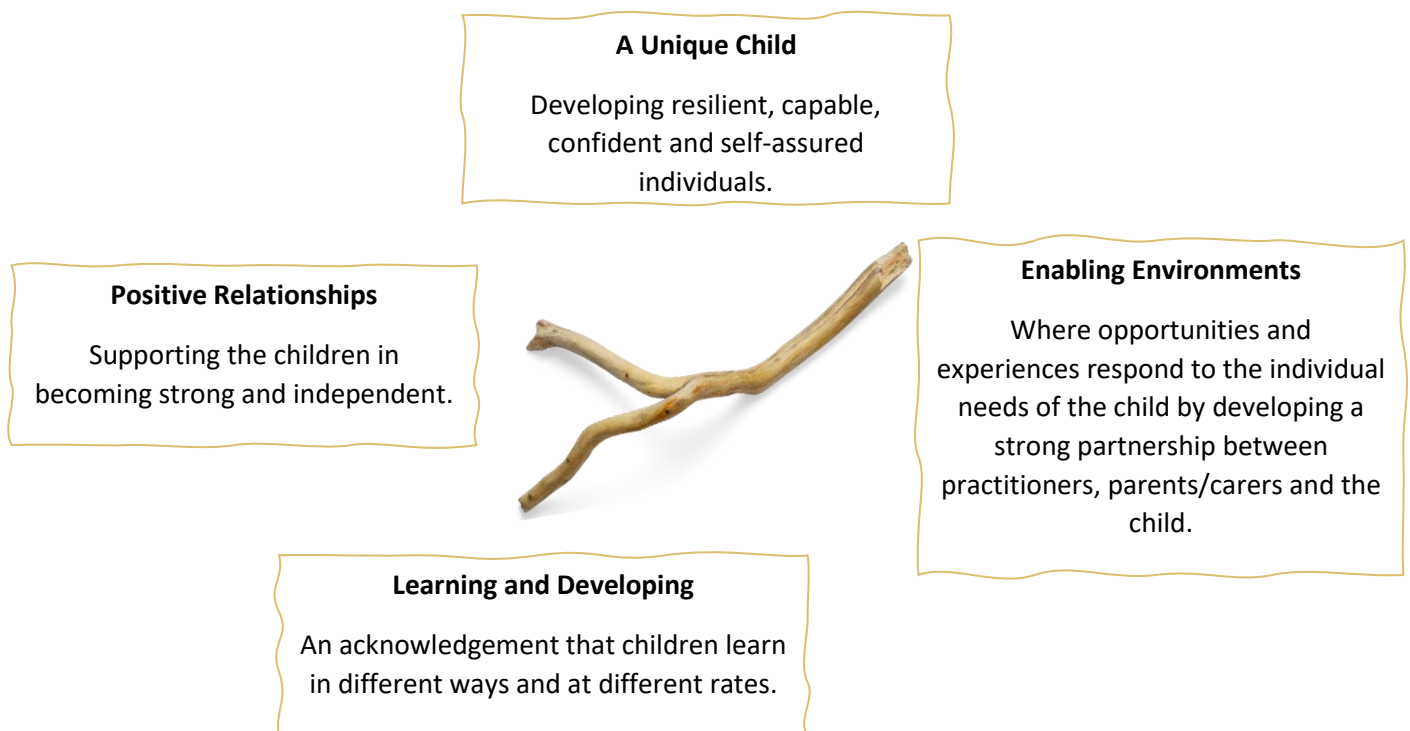 A Unique Child
Developing resilient, capable,
confident and self-assured
individuals.
Positive Relationships
Supporting the children in
becoming strong and independent.
Enabling Environments
Where opportunities and
experiences respond to the individual
needs of the child by developing a
strong partnership between
practitioners, parents/carers and the
child.
Learning and Developing
An acknowledgement that children learn
in different ways and at different rates.